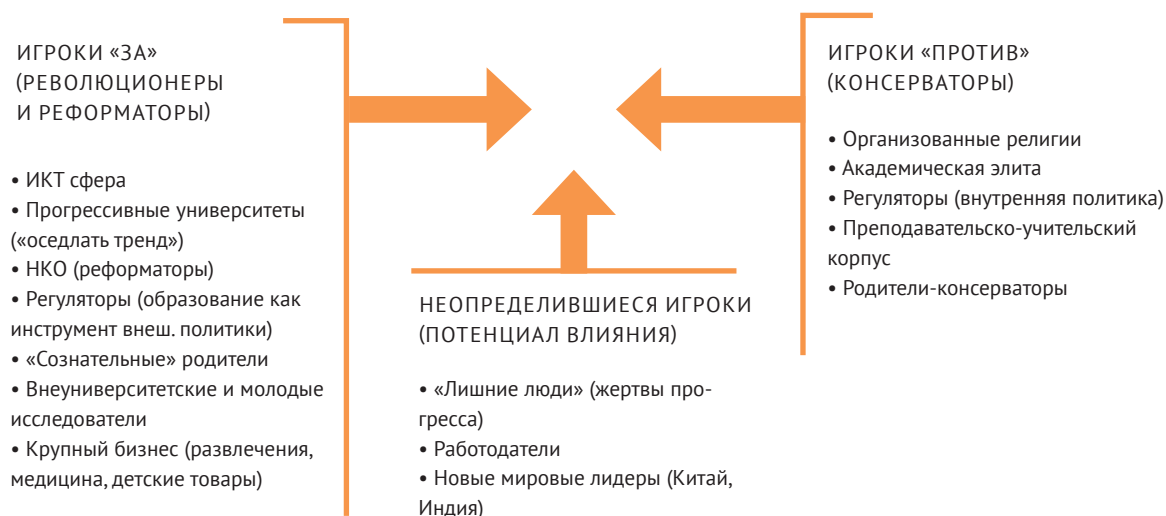 ИГРОКИ «ЗА»
(РЕВОЛЮЦИОНЕРЫ
И РЕФОРМАТОРЫ)
• ИКТ сфера
• Прогрессивные университеты
(«оседлать тренд»)
• НКО (реформаторы)
• Регуляторы (образование как
инструмент внеш. политики)
• «Сознательные» родители
• Внеуниверситетские и молодые
исследователи
• Крупный бизнес (развлечения,
медицина, детские товары)
НЕОПРЕДЕЛИВШИЕСЯ ИГРОКИ
(ПОТЕНЦИАЛ ВЛИЯНИЯ)
• «Лишние люди» (жертвы про-
гресса)
• Работодатели
• Новые мировые лидеры (Китай,
Индия)
ИГРОКИ «ПРОТИВ»
(КОНСЕРВАТОРЫ)
• Организованные религии
• Академическая элита
• Регуляторы (внутренняя политика)
• Преподавательско-учительский
корпус
• Родители-консерваторы